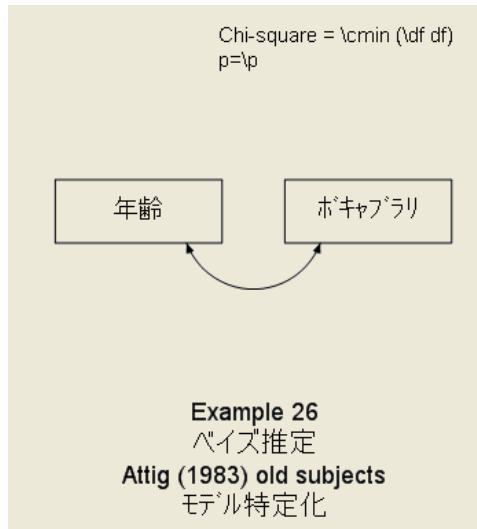 Chi-square = \cmin (\df df)
p=\p
年齢
ボキャブラリ
Example 26
ベイズ推定
Attig (1983) old subjects
モデル特定化